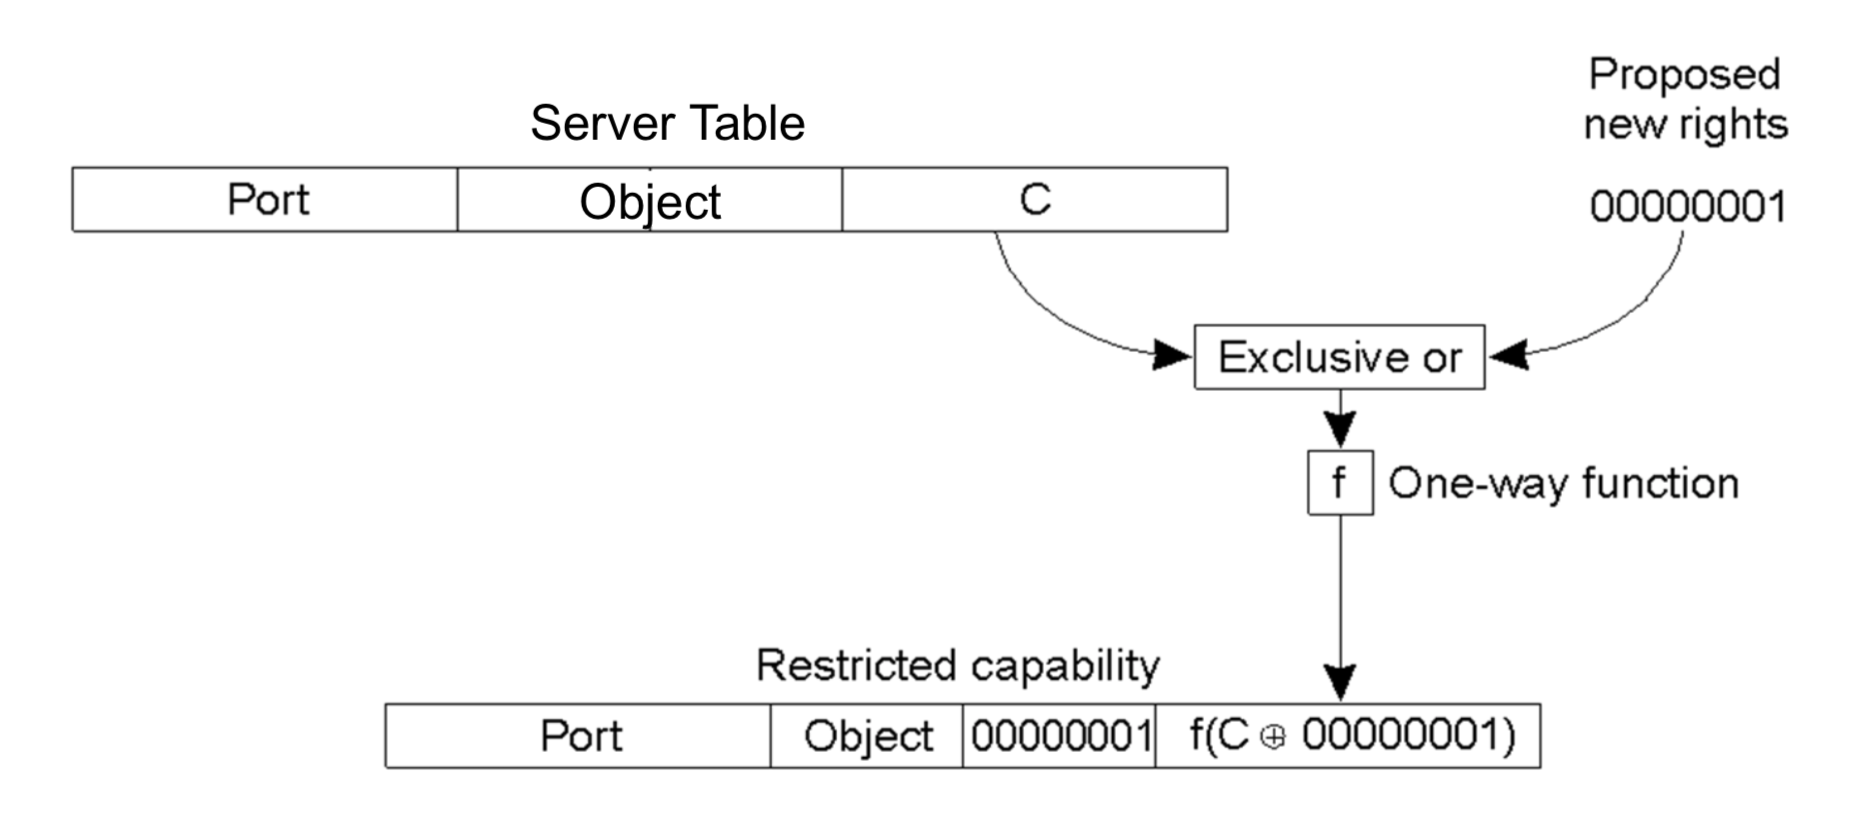 Proposed
new rights
Server Table
Port Object C
00000001
Exclusive or
f One-way function
Restricted capability
Port Object 00000001 f(C ⊕ 00000001)